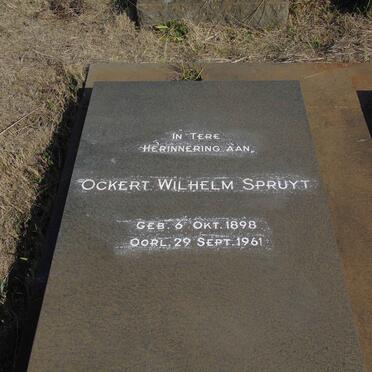 IN TERE
HERINNERING AAN
OCKERT WILHELM SPRUYT
GEB. 6 OKT. 1898
OORL. 29 SEPT. 1961